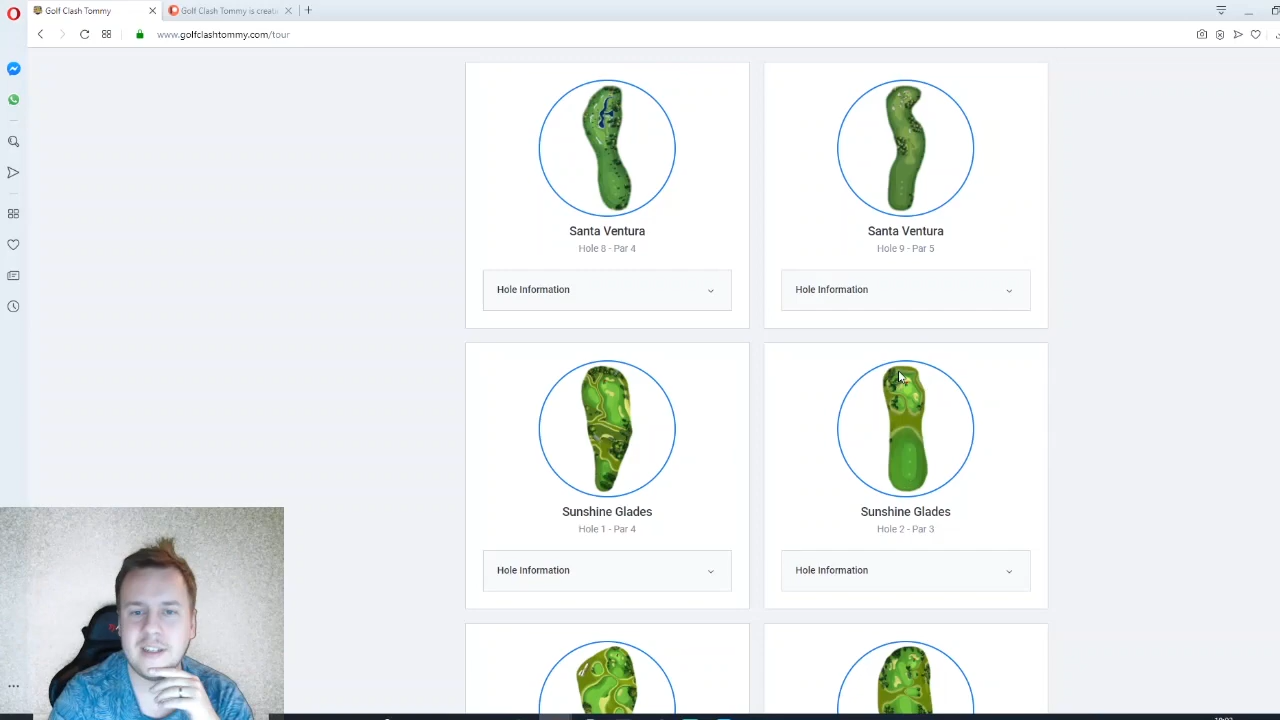 Golf Clash Tommy
Golf Clash Tommy is creati
www.golfclashtommy.com/tour
Santa Ventura
Hole 8 - Par 4
Hole Information
Santa Ventura
Hole 9 - Par 5
Hole Information
Sunshine Glades
Hole 1 - Par 4
Hole Information
Sunshine Glades
Hole 2 - Par 3
Hole Information